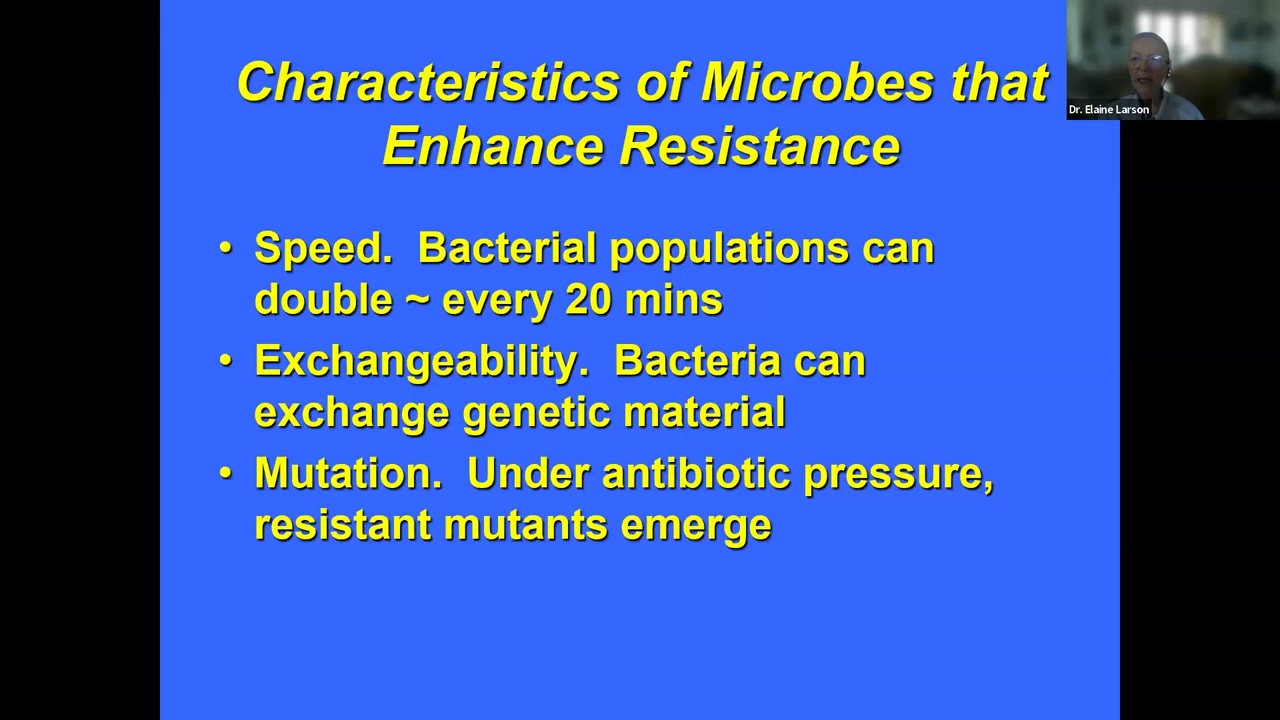 Characteristics of Microbes that
Enhance Resistance
• Speed. Bacterial populations can
double ~ every 20 mins
• Exchangeability. Bacteria can
exchange genetic material
• Mutation. Under antibiotic pressure,
resistant mutants emerge
Dr. Elaine Larson